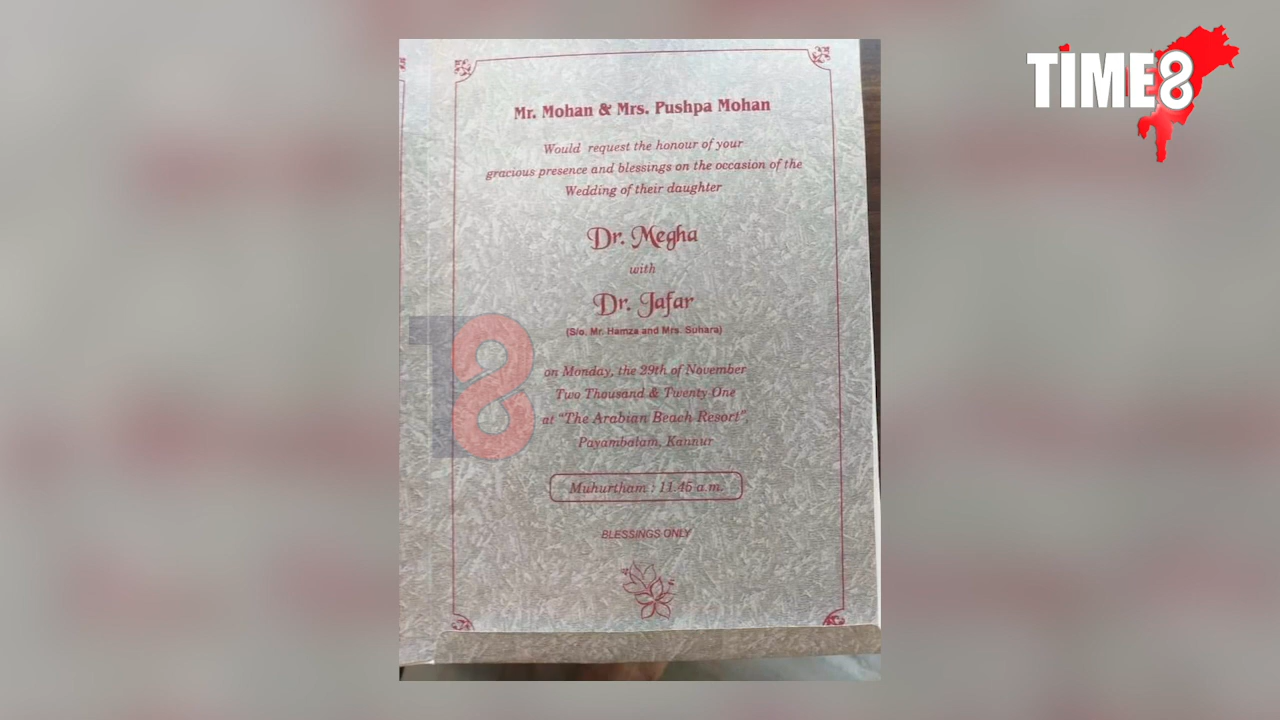 TIME8
Mr. Mohan & Mrs. Pushpa Mohan
Would request the honour of your
gracious presence and blessings on the occasion of the
Wedding of their daughter
Dr. Megha
with
Dr. Jafar
(S/o. Mr. Hamza and Mrs. Suhara)
on Monday, the 29th of November
Two Thousand & Twenty One
at "The Arabian Beach Resort",
Payambalam, Kannur
Muhurtham : 11.45 a.m.
BLESSINGS ONLY
T8